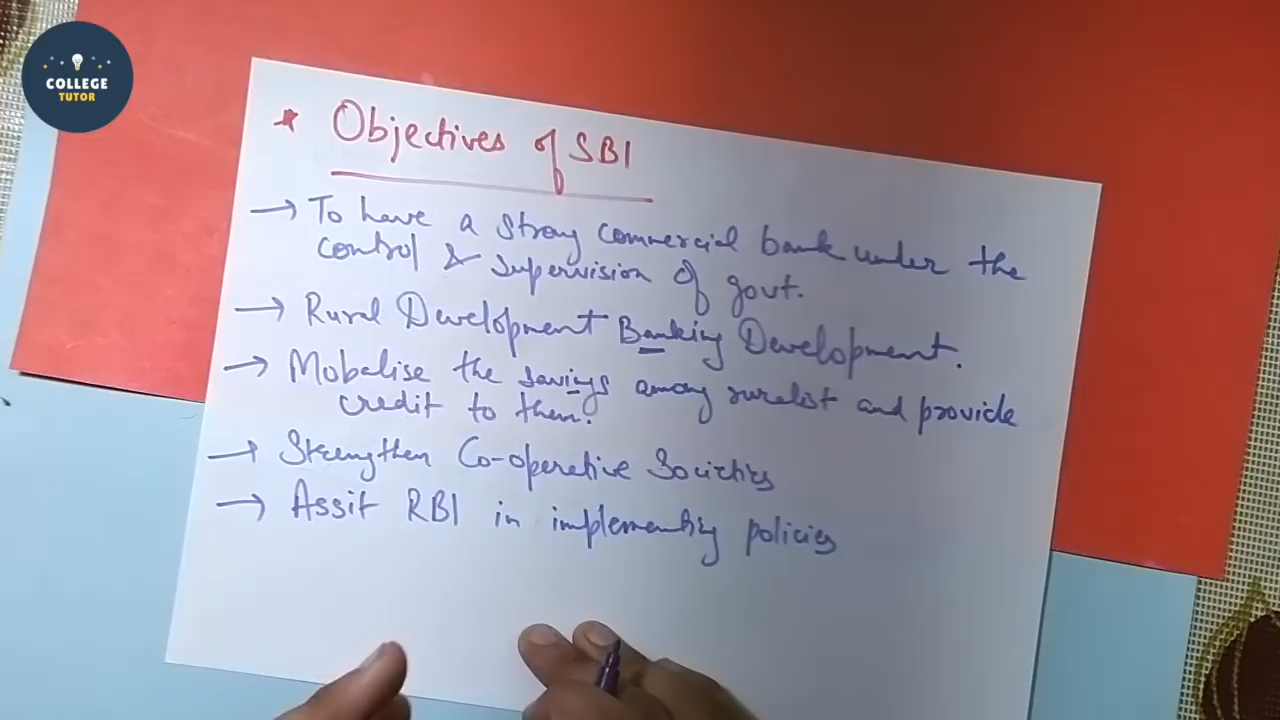 COLLEGE
TUTOR
* Objectives of SBI
→ To have a strong commercial bank under the
control & supervision of govt.
→ Rural Development Banking Development.
→ Mobalise the savings among ruralist and provide
credit to them.
→ Strengthen Co-operative Societies
→ Assit RBI in implementing policies